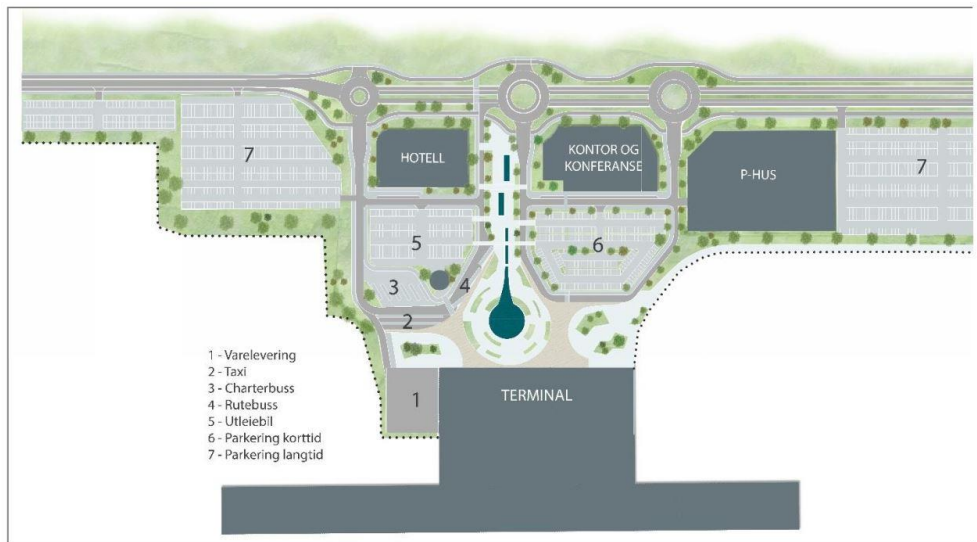 HOTELL
KONTOR OG
KONFERANSE
P-HUS
7
7
5
6
3
4
2
1 - Varelevering
2 - Taxi
3 - Charterbuss
4 - Rutebuss
5 - Utleiebil
6 - Parkering korttid
7 - Parkering langtid
1
TERMINAL